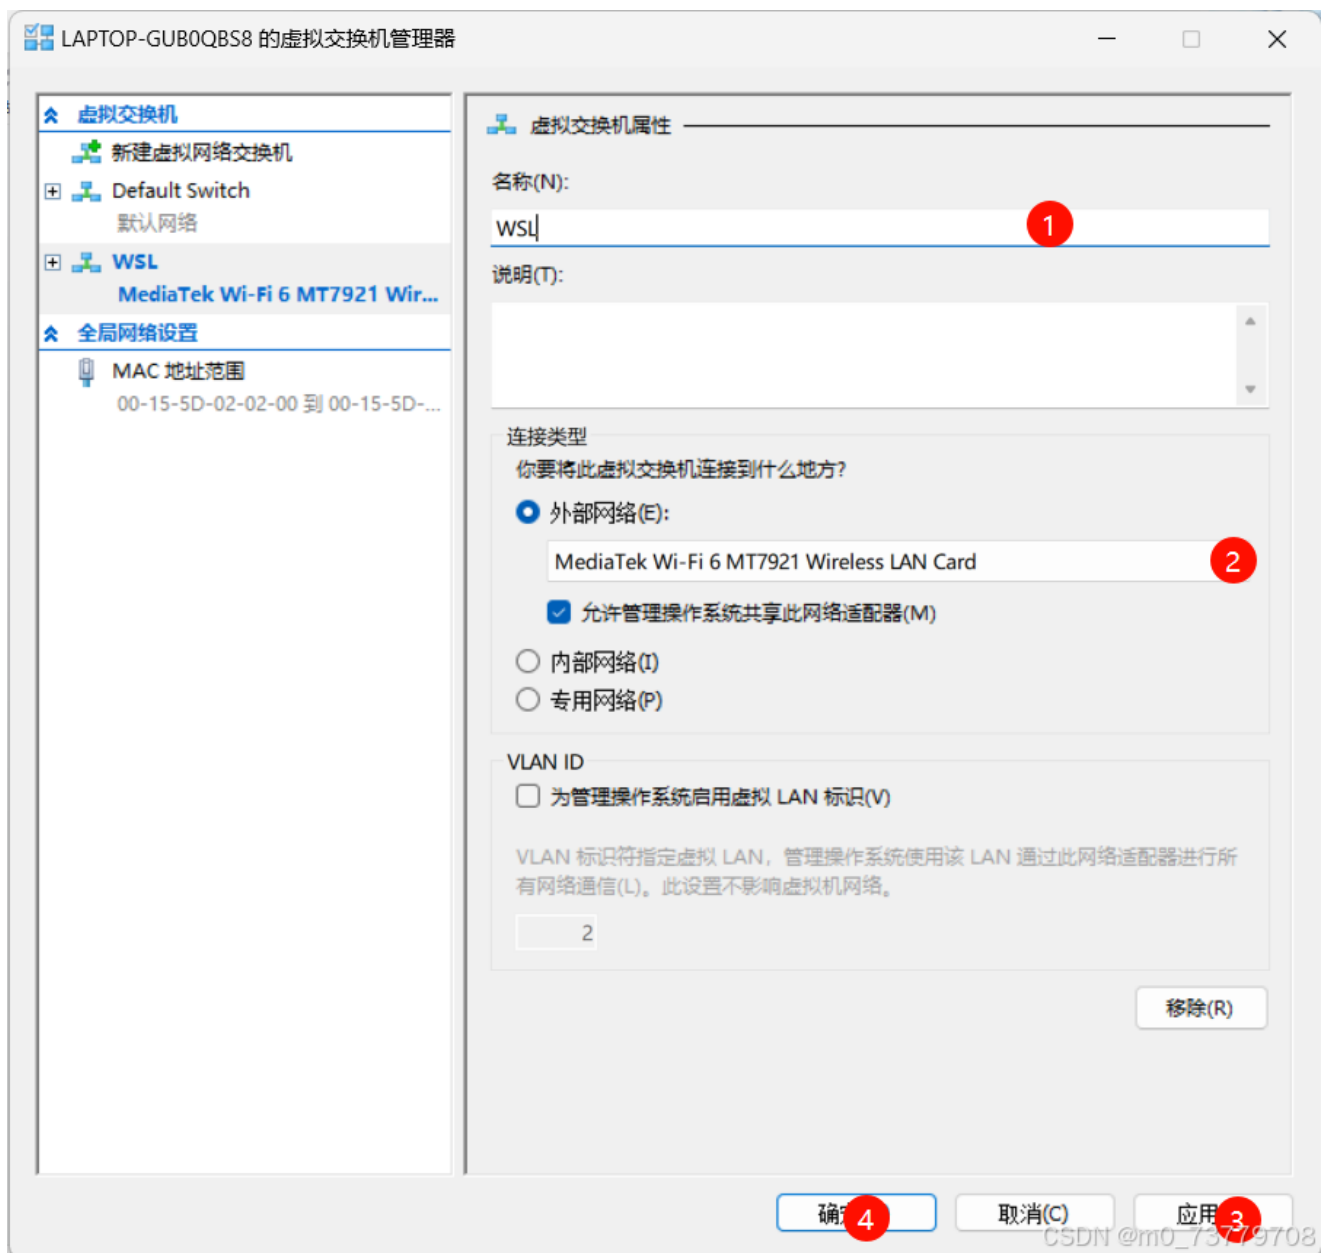 LAPTOP-GUB0QBS8 的虚拟交换机管理器
虚拟交换机
新建虚拟网络交换机
Default Switch
默认网络
WSL
MediaTek Wi-Fi 6 MT7921 Wir...
全局网络设置
MAC 地址范围
00-15-5D-02-02-00 到 00-15-5D-...
虚拟交换机属性
名称(N):
WSL
1
说明(T):
连接类型
你要将此虚拟交换机连接到什么地方?
外部网络(E):
MediaTek Wi-Fi 6 MT7921 Wireless LAN Card
2
允许管理操作系统共享此网络适配器(M)
内部网络(I)
专用网络(P)
VLAN ID
为管理操作系统启用虚拟 LAN 标识(V)
VLAN 标识符指定虚拟 LAN，管理操作系统使用该 LAN 通过此网络适配器进行所
有网络通信(L)。此设置不影响虚拟机网络。
2
移除(R)
4
取消(C)
应用
3
CSDN @m0_73779708